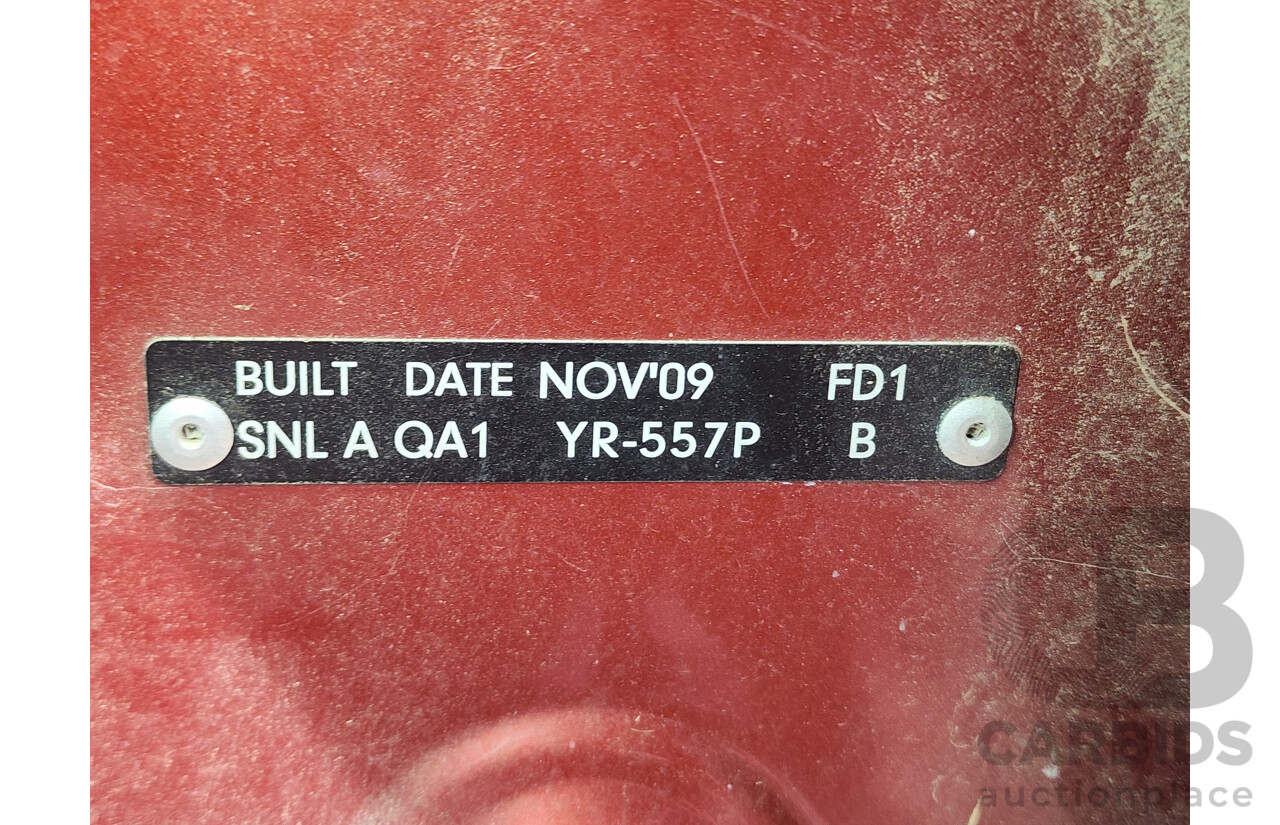 BUILT DATE NOV'09 FD1
SNL A QA1 YR-557P B
B
CARBIDS
auctionplace